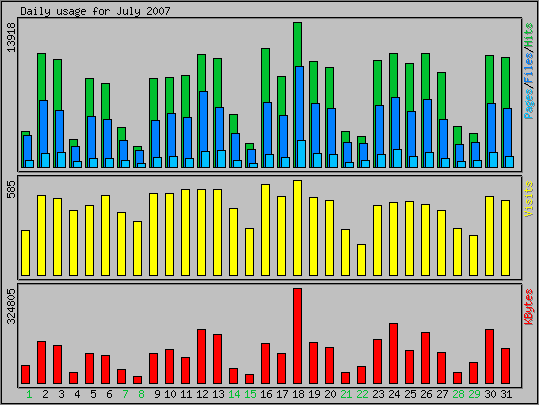 Daily usage for July 2007
13918
Pages/Files/Hits
585
Visits
324805
KBytes
1 2 3 4 5 6 7 8 9 10 11 12 13 14 15 16 17 18 19 20 21 22 23 24 25 26 27 28 29 30 31